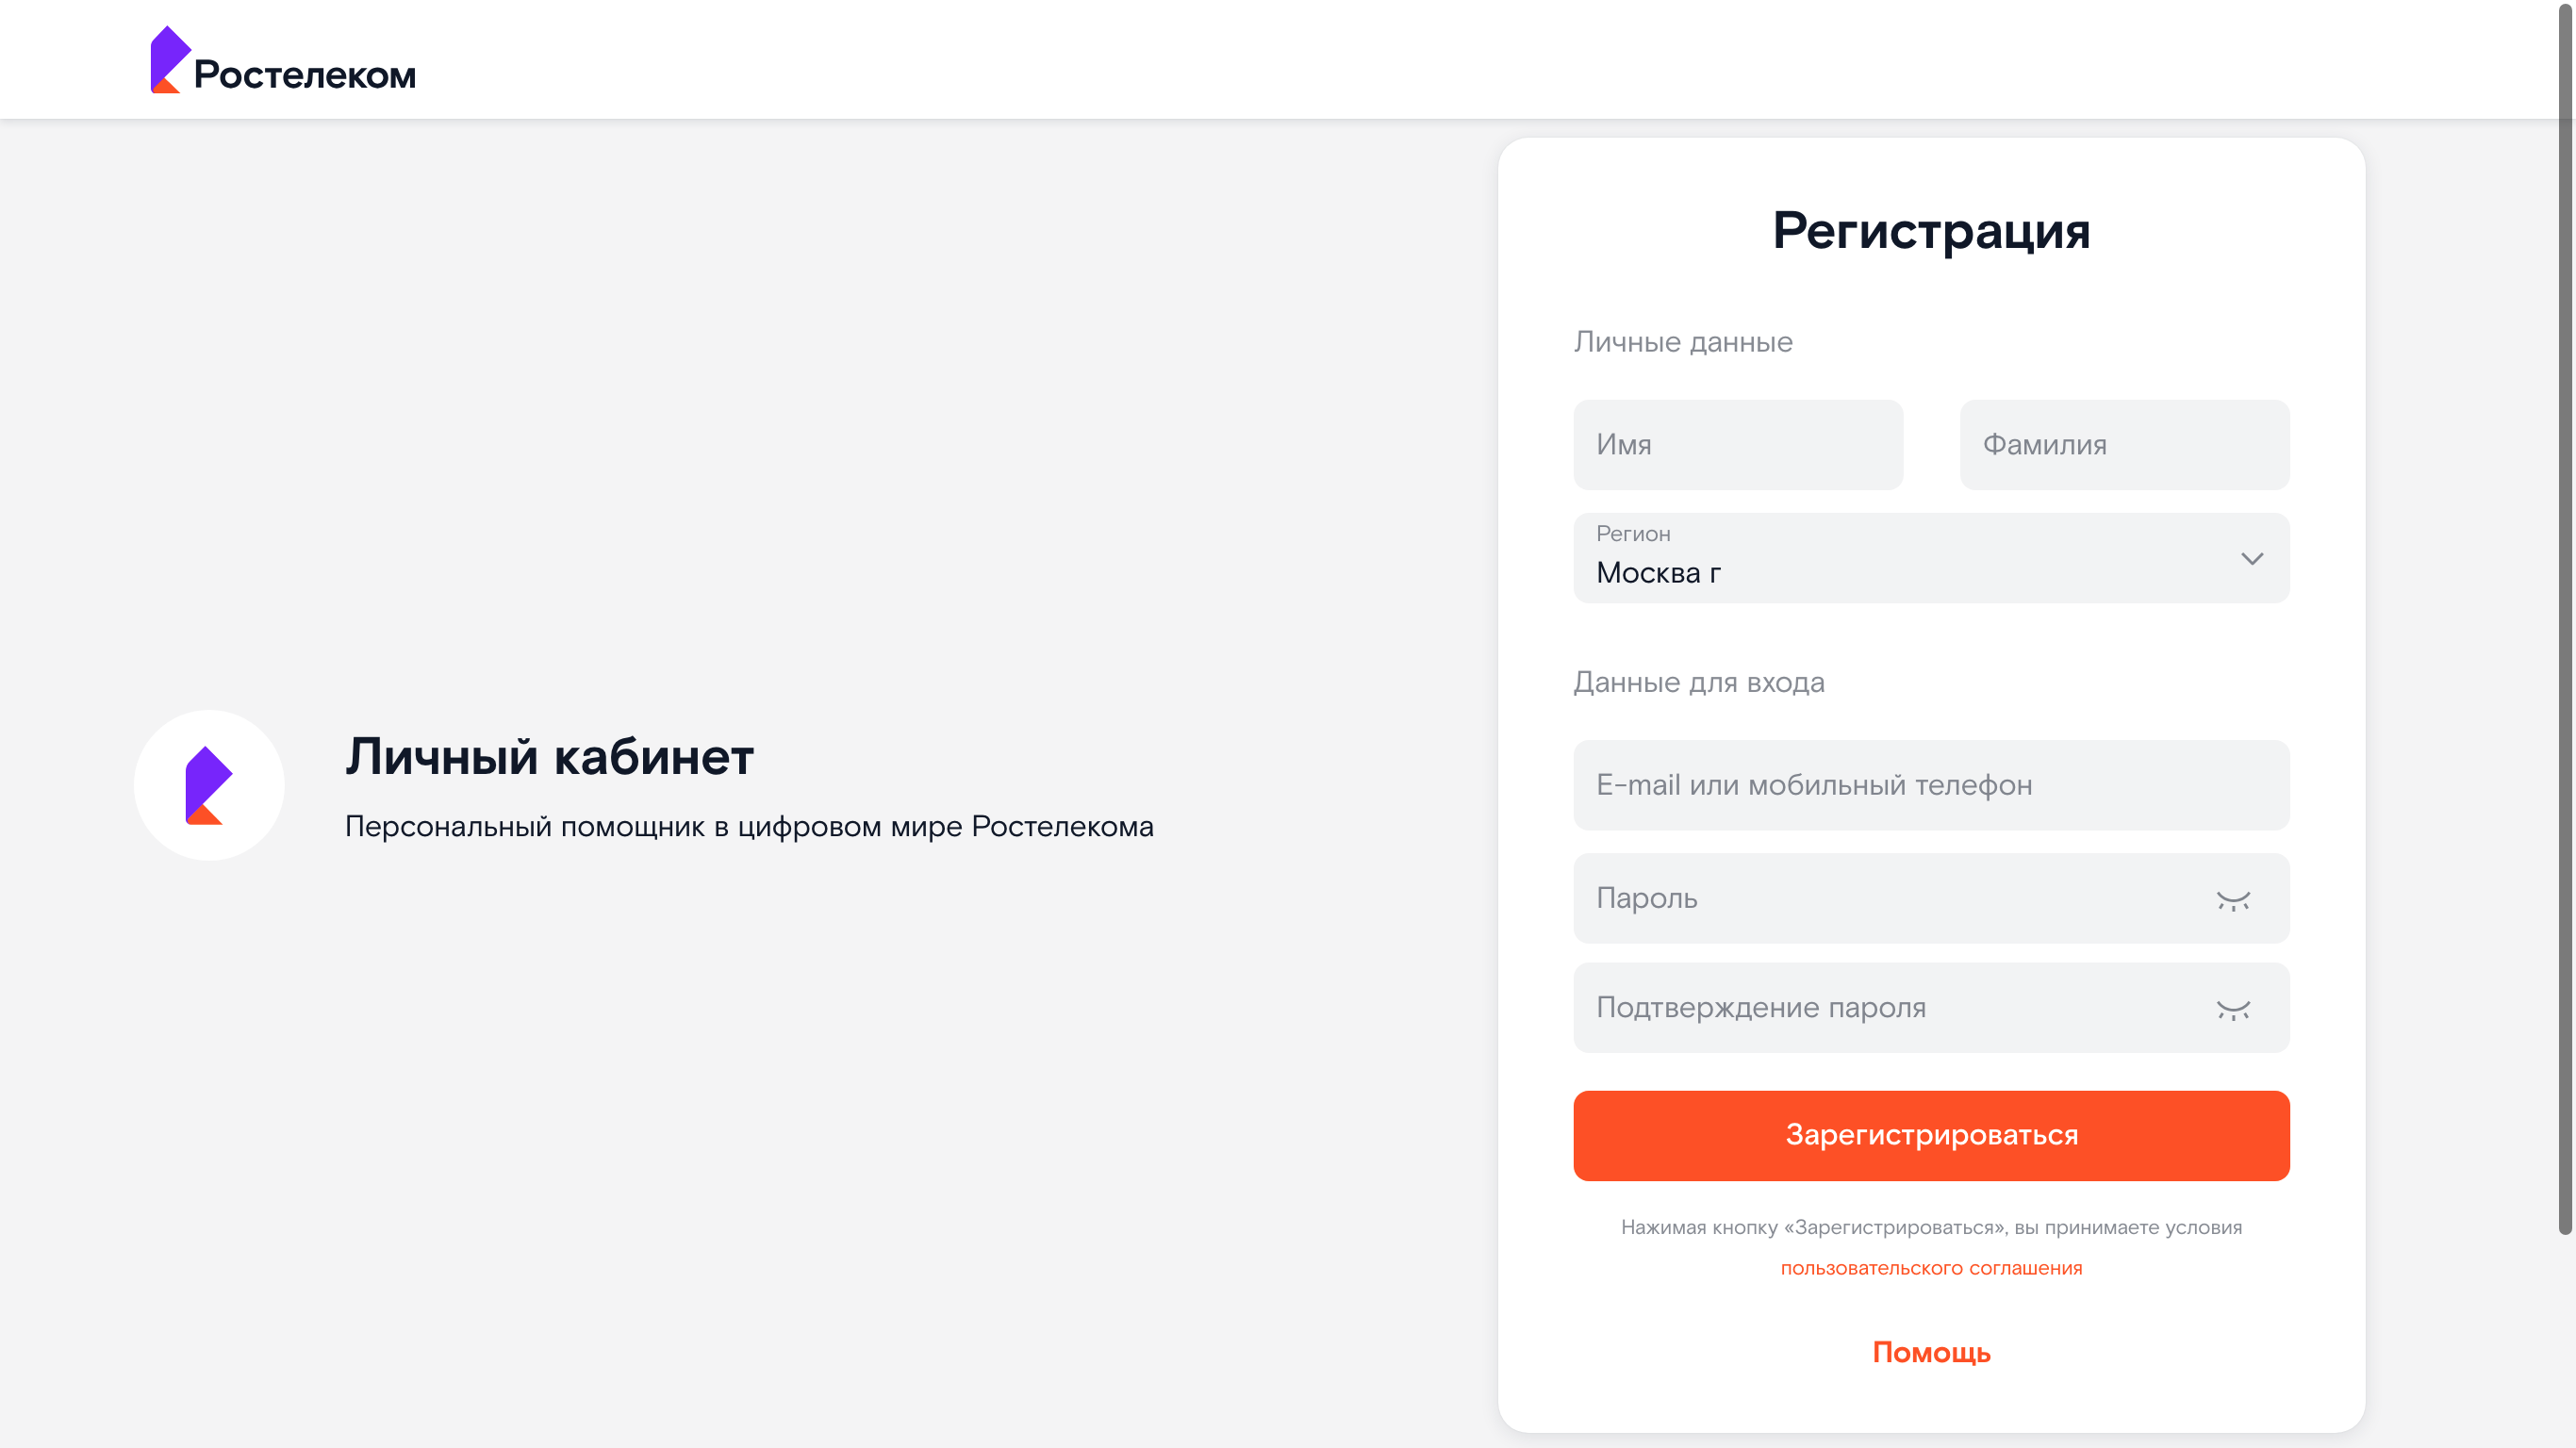 Ростелеком
Личный кабинет
Персональный помощник в цифровом мире Ростелекома
Регистрация
Личные данные
Имя
Фамилия
Регион
Москва г
Данные для входа
E-mail или мобильный телефон
Пароль
Подтверждение пароля
Зарегистрироваться
Нажимая кнопку «Зарегистрироваться», вы принимаете условия
пользовательского соглашения
Помощь